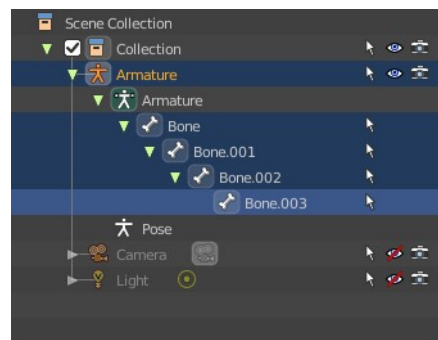 Scene Collection
Collection
Armature
Armature
Bone
Bone.001
Bone.002
Bone.003
Pose
Camera
Light